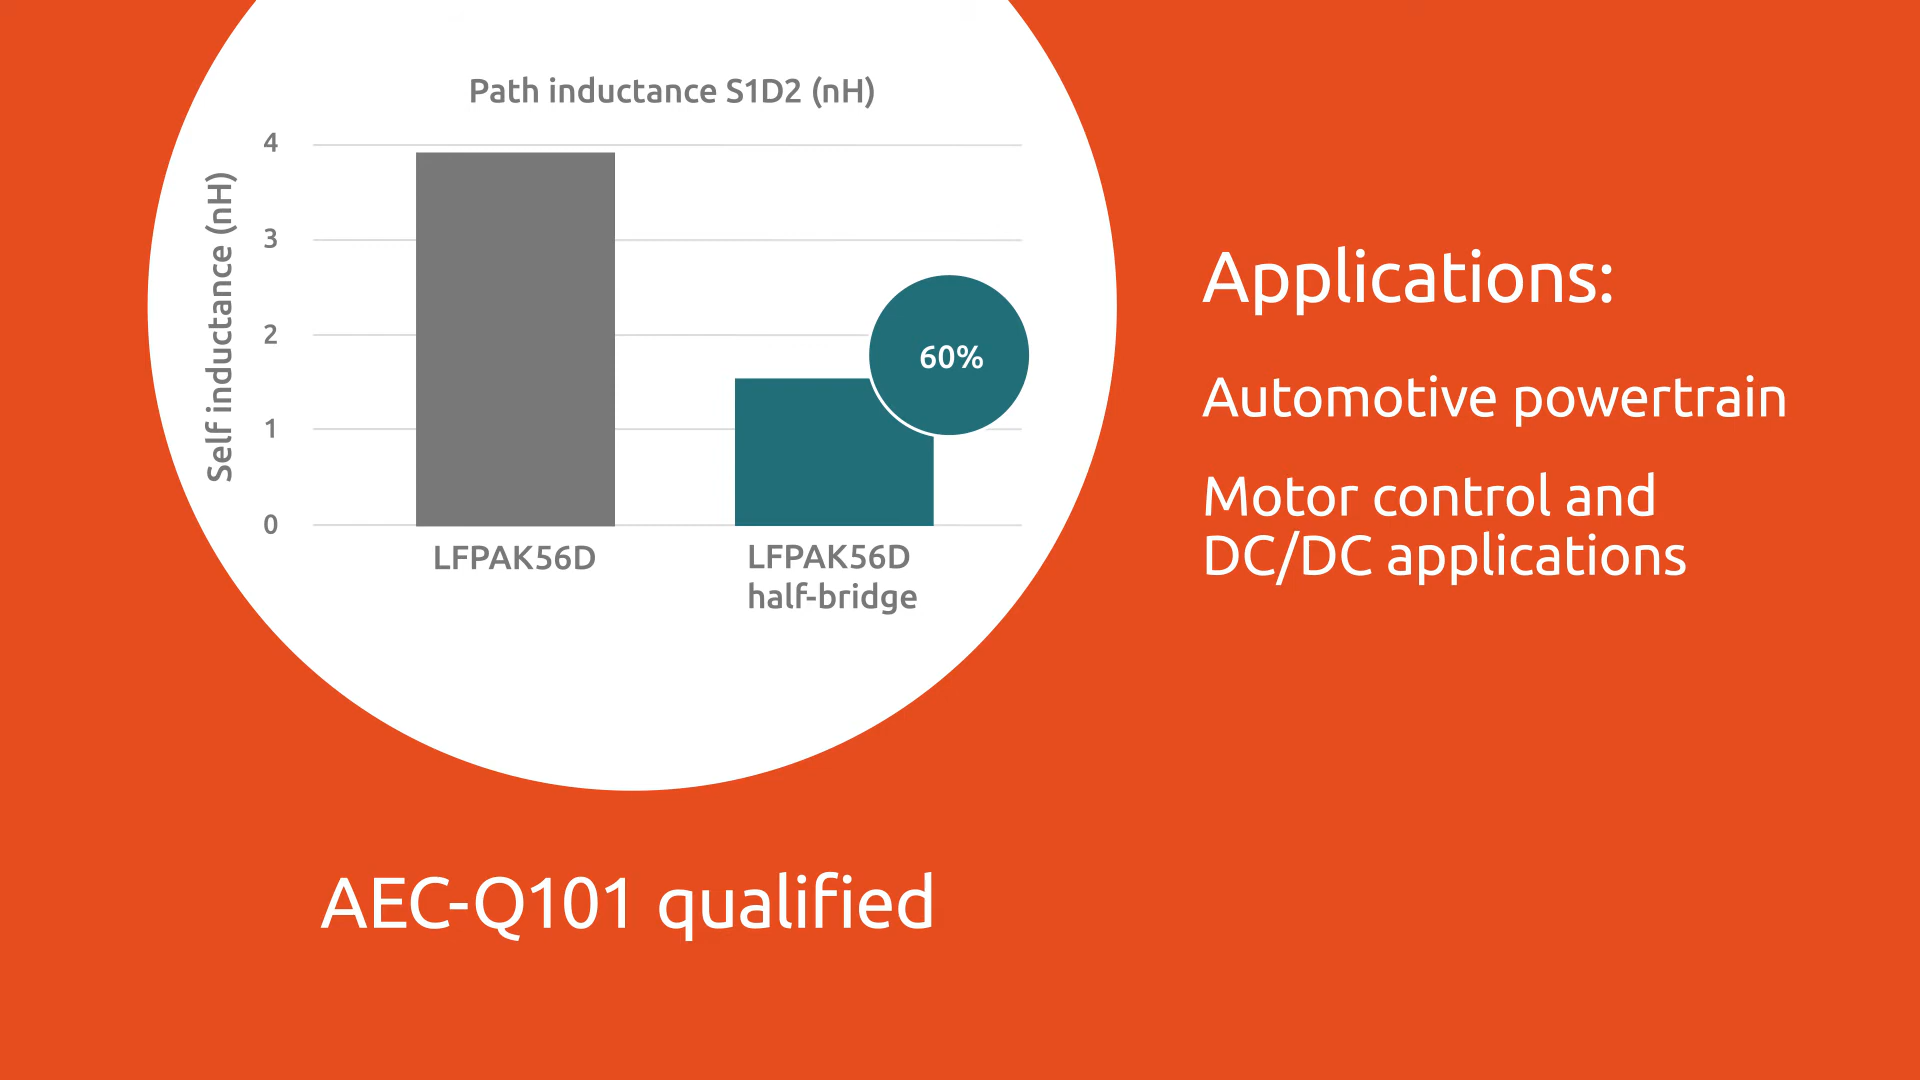 Path inductance S1D2 (nH)
Self inductance (nH)
4
3
2
1
0
60%
LFPAK56D
LFPAK56D
half-bridge
Applications:
Automotive powertrain
Motor control and
DC/DC applications
AEC-Q101 qualified